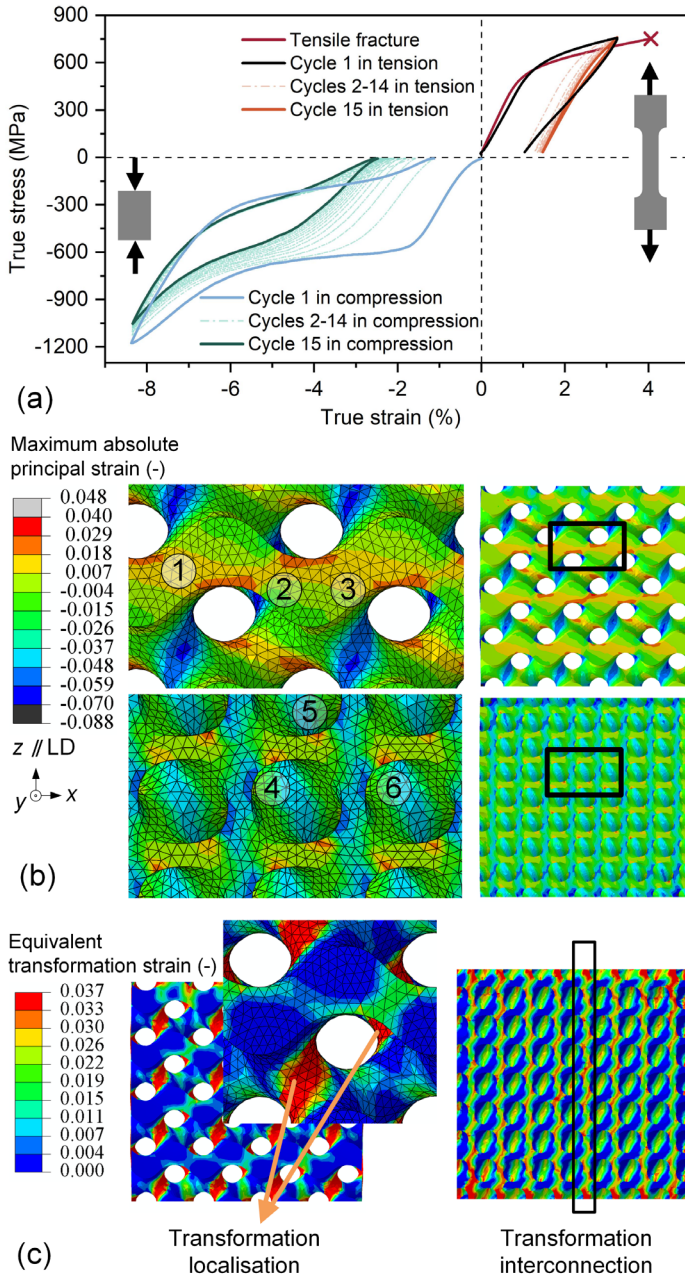 900
600
300
0
-300
-600
-900
-1200
True stress (MPa)
Tensile fracture
Cycle 1 in tension
Cycles 2-14 in tension
Cycle 15 in tension
Cycle 1 in compression
Cycles 2-14 in compression
Cycle 15 in compression
-8 -6 -4 -2 0 2 4
True strain (%)
(a)
Maximum absolute
principal strain (-)
0.048
0.040
0.029
0.018
0.007
-0.004
-0.015
-0.026
-0.037
-0.048
-0.059
-0.070
-0.088
z // LD
y x
1 2 3
5
4 6
(b)
Equivalent
transformation strain (-)
0.037
0.033
0.030
0.026
0.022
0.019
0.015
0.011
0.007
0.004
0.000
Transformation
localisation
Transformation
interconnection
(c)